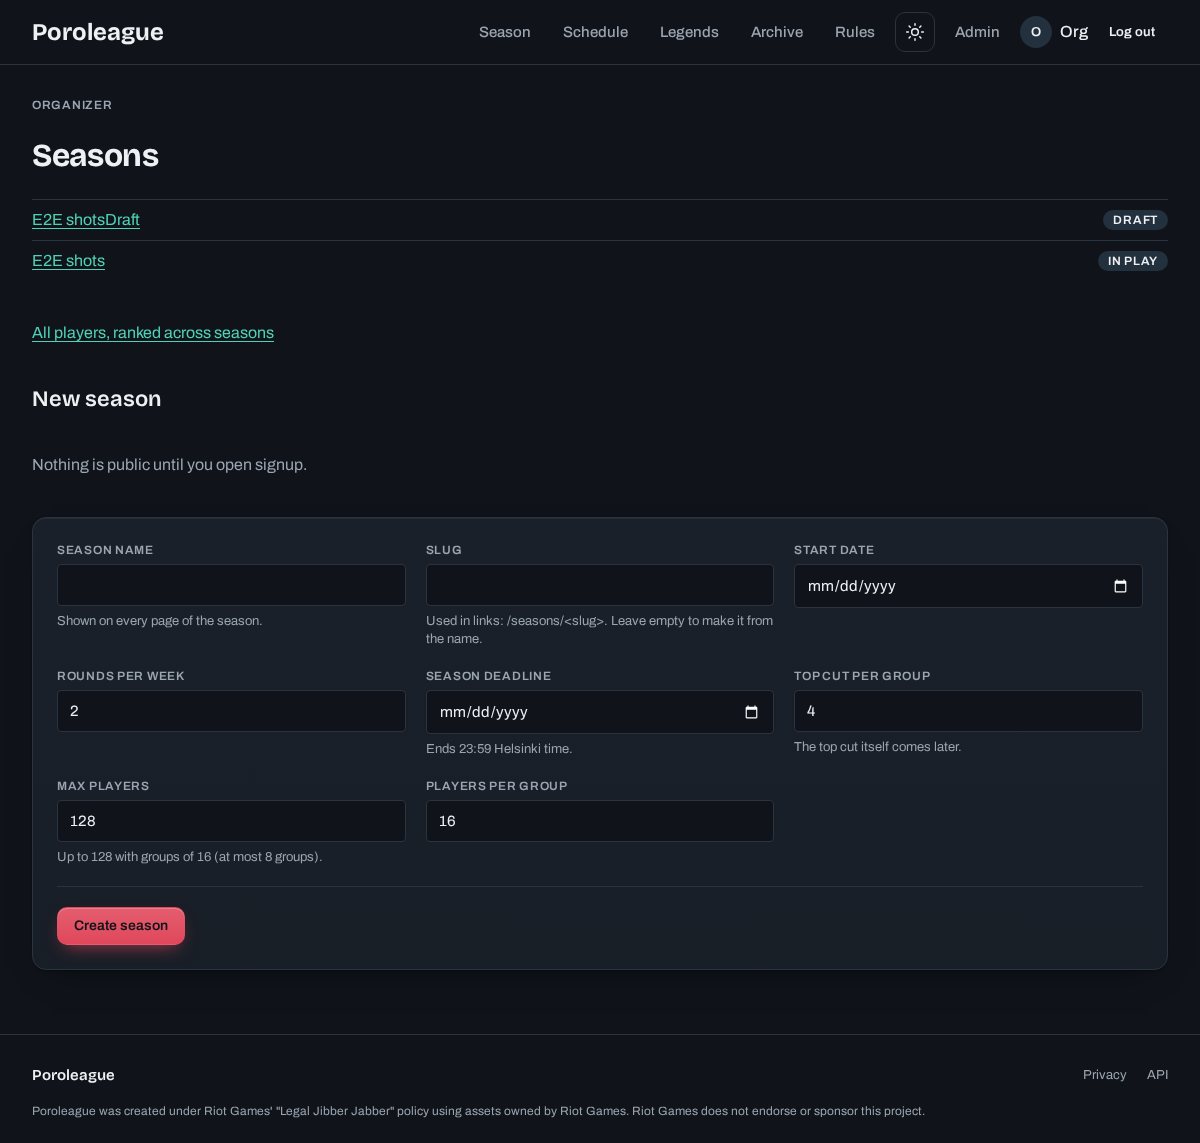 Poroleague
Season Schedule Legends Archive Rules Admin O Org Log out
ORGANIZER
Seasons
E2E shotsDraft DRAFT
E2E shots IN PLAY
All players, ranked across seasons
New season
Nothing is public until you open signup.
SEASON NAME SLUG START DATE
mm/dd/yyyy
Shown on every page of the season. Used in links: /seasons/<slug>. Leave empty to make it from
the name.
ROUNDS PER WEEK SEASON DEADLINE TOPCUT PER GROUP
2 mm/dd/yyyy 4
Ends 23:59 Helsinki time. The top cut itself comes later.
MAX PLAYERS PLAYERS PER GROUP
128 16
Up to 128 with groups of 16 (at most 8 groups).
Create season
Poroleague Privacy API
Poroleague was created under Riot Games' "Legal Jibber Jabber" policy using assets owned by Riot Games. Riot Games does not endorse or sponsor this project.